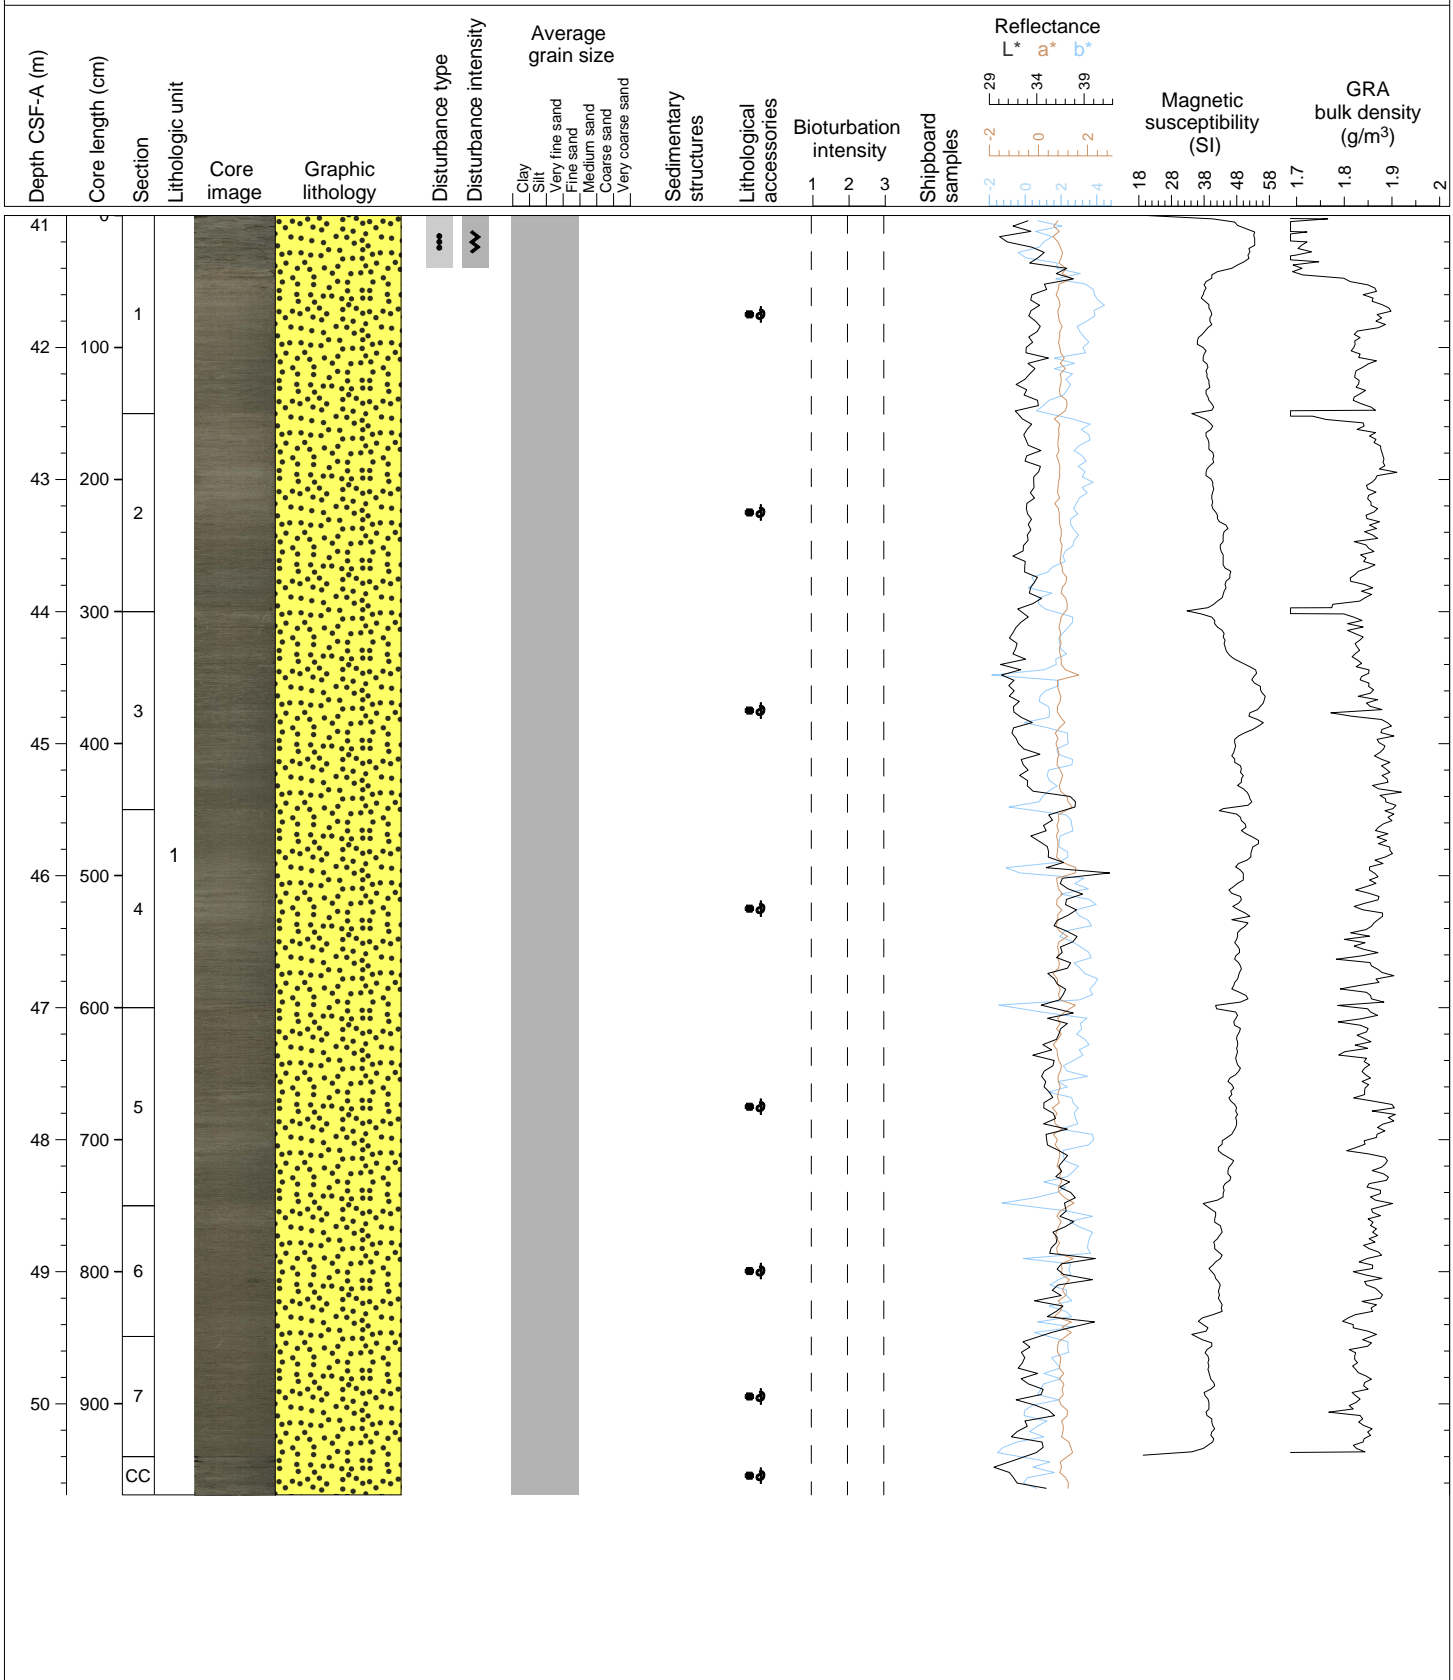 Depth CSF-A (m)
Core length (cm)
Section
Lithologic unit
Core
image
Graphic
lithology
Disturbance type
Disturbance intensity
Average
grain size
Clay
Silt
Very fine sand
Fine sand
Medium sand
Coarse sand
Very coarse sand
Sedimentary
structures
Lithological
accessories
Bioturbation
intensity
1 2 3
Shipboard
samples
Reflectance
L* a* b*
29 34 39
-2 0 2
-2 0 2 4
Magnetic
susceptibility
(SI)
18 28 38 48 58
GRA
bulk density
(g/m3)
1.7 1.8 1.9 2
41 0
1
42 100
43 200
2
44 300
3
45 400
1
46 500
4
47 600
5
48 700
49 800 6
7
50 900
CC